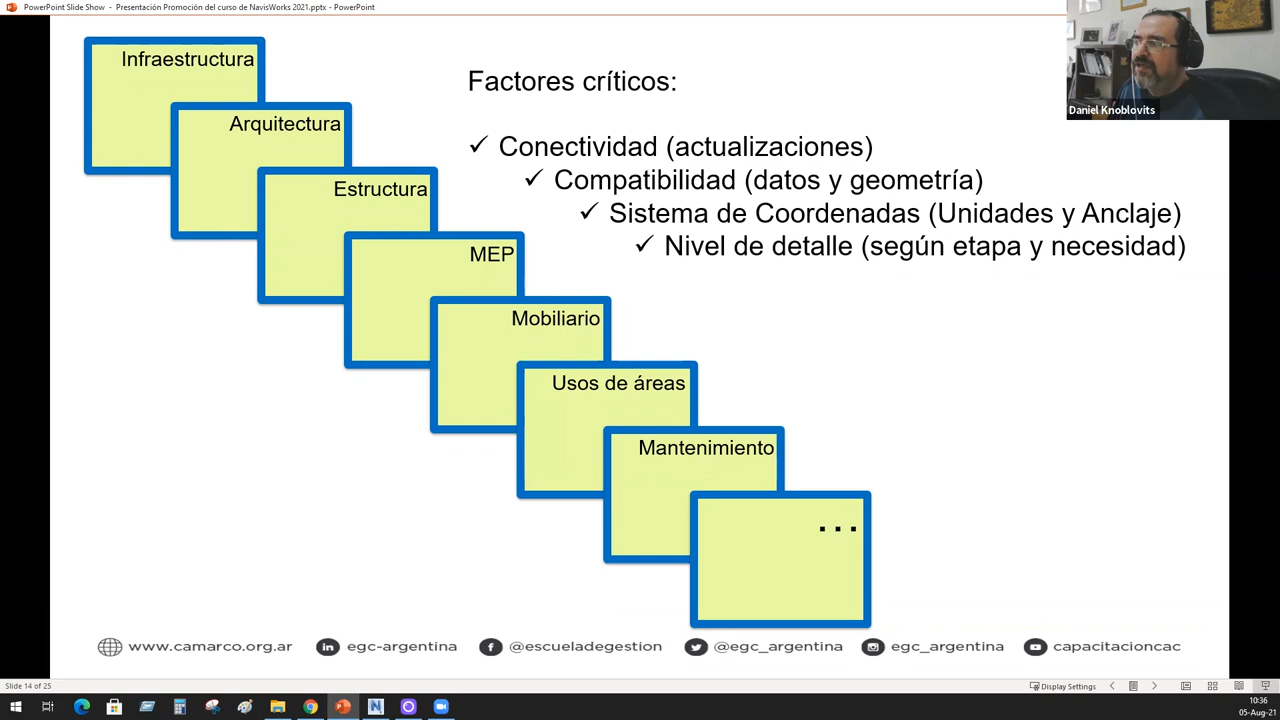 PowerPoint Slide Show - Presentación Promoción del curso de NavisWorks 2021.pptx - PowerPoint
Infraestructura
Arquitectura
Estructura
MEP
Mobiliario
Usos de áreas
Mantenimiento
...
Factores críticos:
✓ Conectividad (actualizaciones)
✓ Compatibilidad (datos y geometría)
✓ Sistema de Coordenadas (Unidades y Anclaje)
✓ Nivel de detalle (según etapa y necesidad)
Daniel Knoblovits
www.camarco.org.ar egc-argentina @escueladegestion @egc_argentina egc_argentina capacitacioncac
Slide 14 of 25 Display Settings
10:36
05-Aug-21